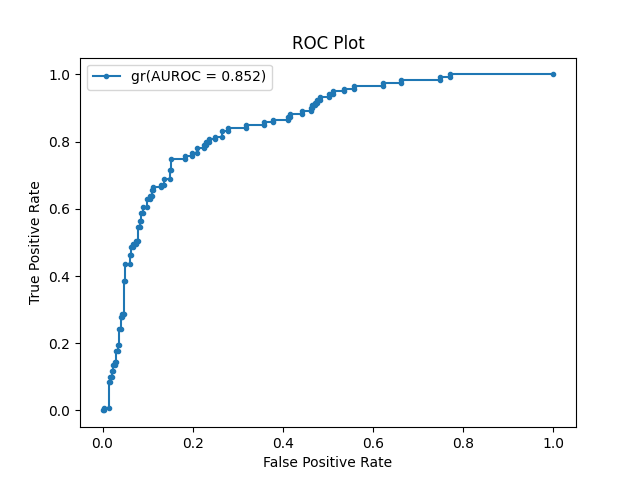 ROC Plot
gr(AUROC = 0.852)
1.0
0.8
0.6
0.4
0.2
0.0
True Positive Rate
0.0 0.2 0.4 0.6 0.8 1.0
False Positive Rate